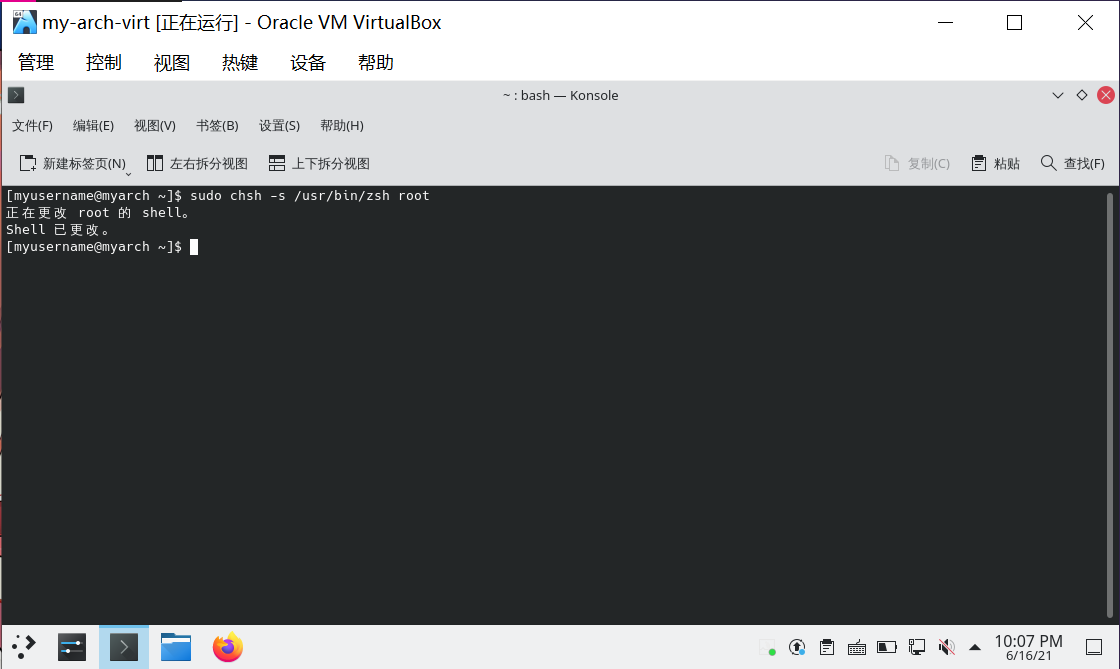 my-arch-virt [正在运行] - Oracle VM VirtualBox
管理 控制 视图 热键 设备 帮助
~ : bash — Konsole
文件(F) 编辑(E) 视图(V) 书签(B) 设置(S) 帮助(H)
新建标签页(N) 左右拆分视图 上下拆分视图 复制(C) 粘贴 查找(F)
[myusername@myarch ~]$ sudo chsh -s /usr/bin/zsh root
正在更改 root 的 shell。
Shell 已更改。
[myusername@myarch ~]$
10:07 PM
6/16/21